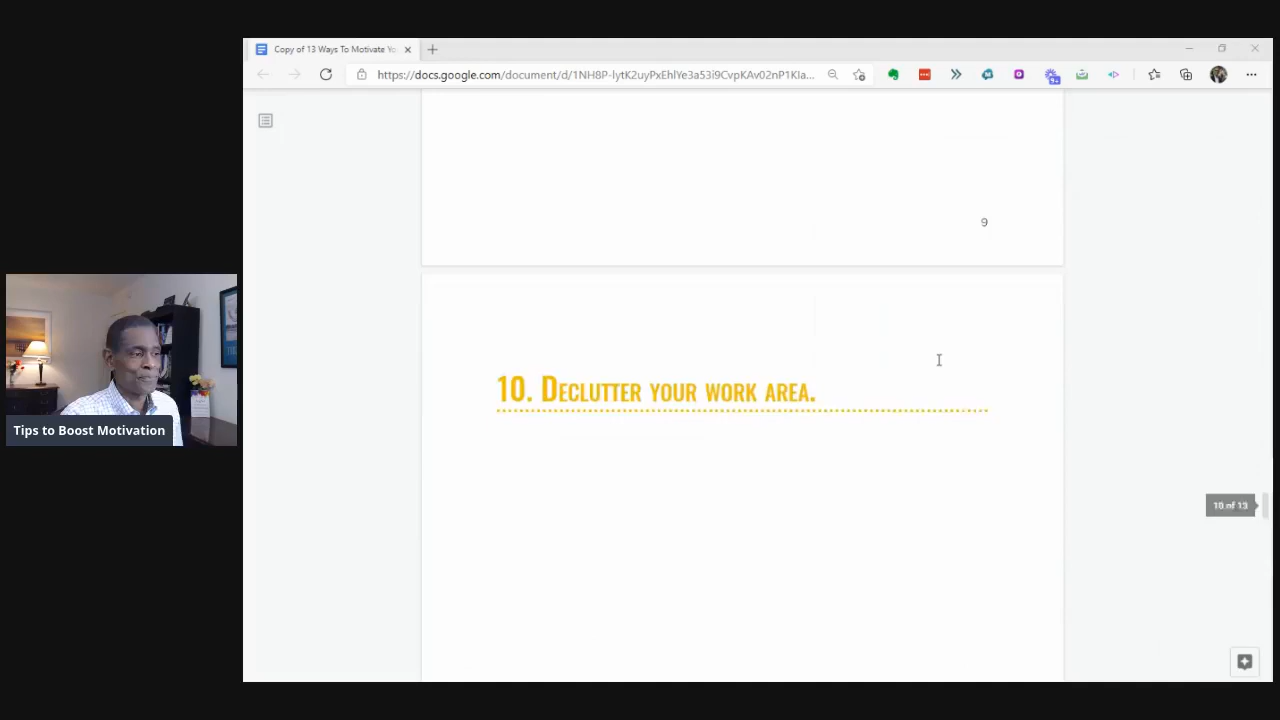 Copy of 13 Ways To Motivate Yo
https://docs.google.com/document/d/1NH8P-lytK2uyPxEhlYe3a53i9CvpKAv02nP1KIa...
9
10. Declutter your work area.
10 of 13
Tips to Boost Motivation